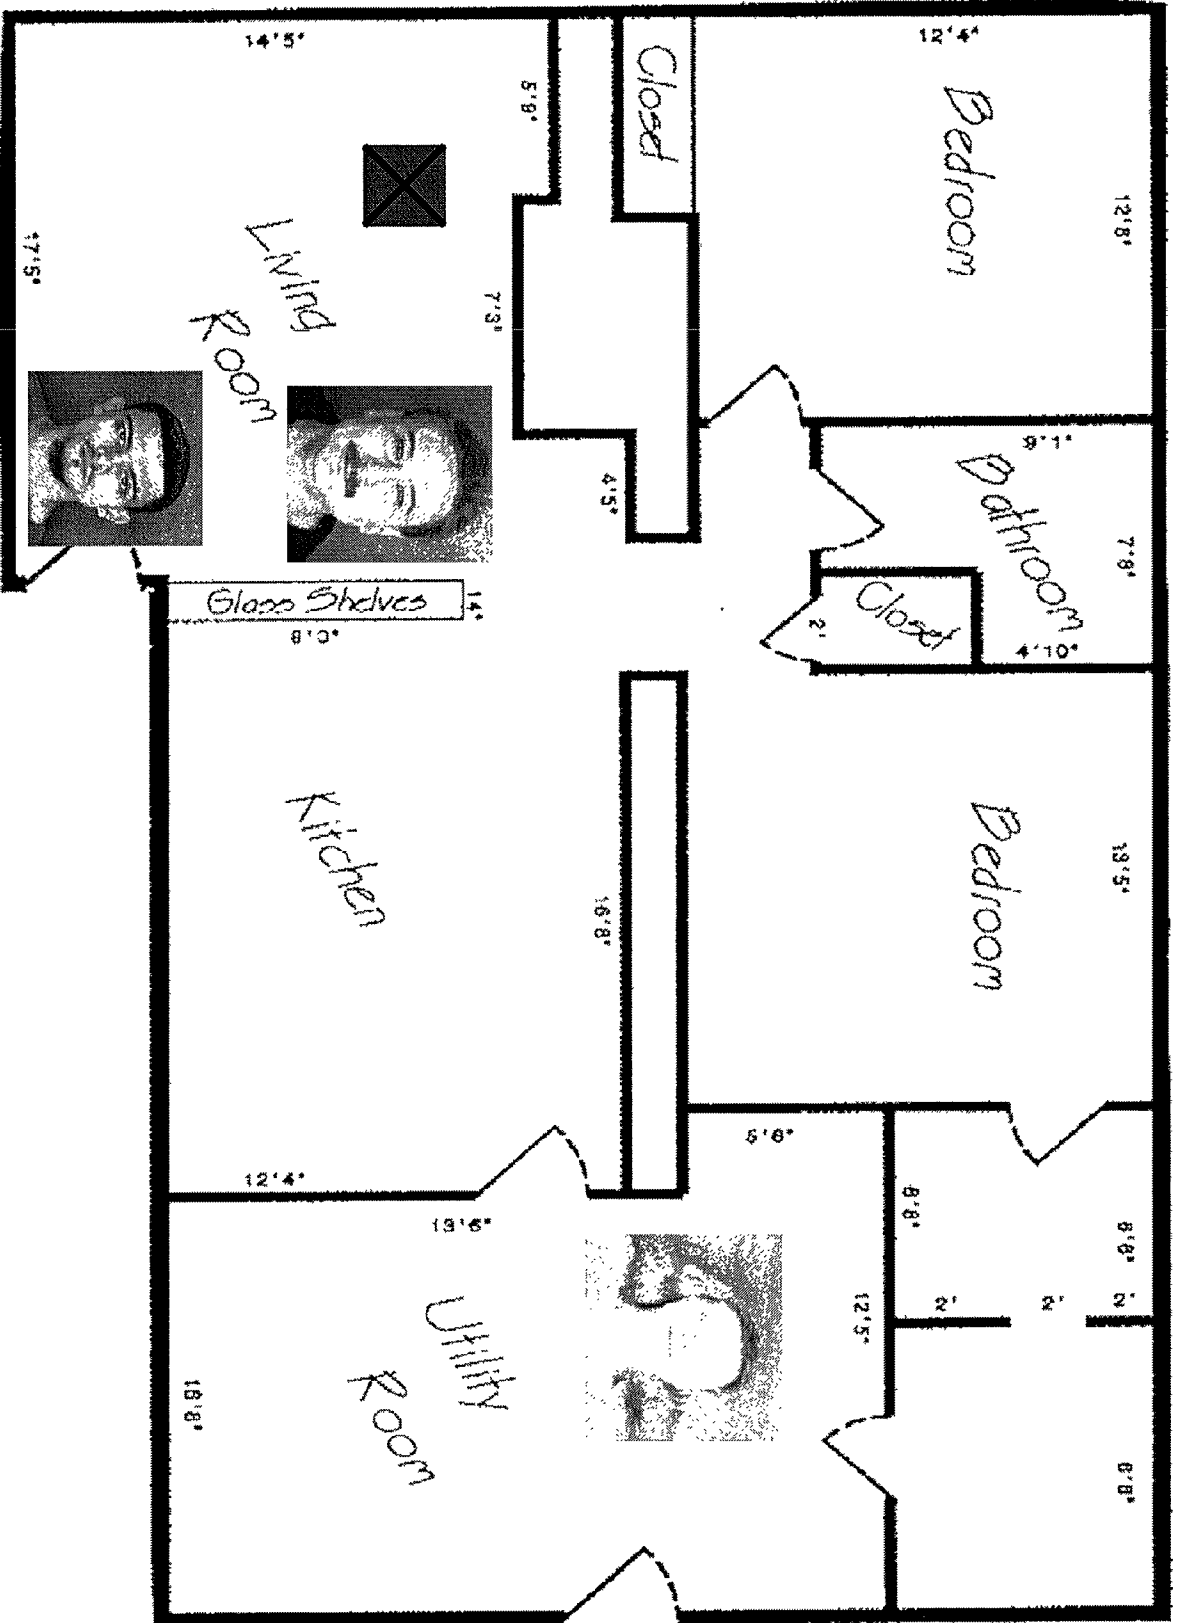 14'5"
12'4"
Closet
5'9"
Bedroom
12'8"
17'5"
Living
Room
7'3"
4'5"
9'1"
Bathroom
7'8"
Glass Shelves
14"
8'0"
Closet
2'
4'10"
Kitchen
16'8"
Bedroom
13'5"
12'4"
13'6"
Utility
Room
12'5"
2'
2'
2'